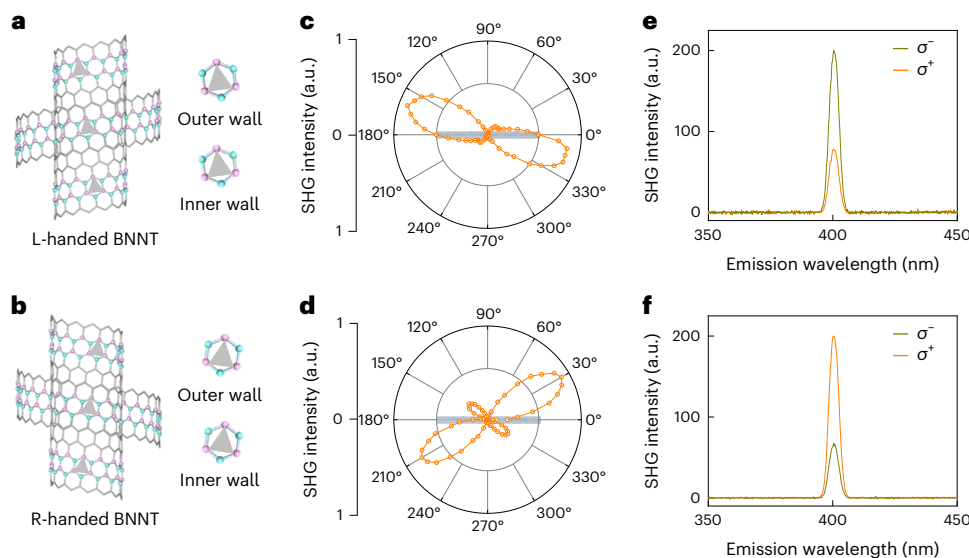 a
Outer wall
Inner wall
L-handed BNNT
b
Outer wall
Inner wall
R-handed BNNT
c
SHG intensity (a.u.)
1
0
1
90°
60°
30°
0°
330°
300°
270°
240°
210°
180°
150°
120°
d
SHG intensity (a.u.)
1
0
1
90°
60°
30°
0°
330°
300°
270°
240°
210°
180°
150°
120°
e
SHG intensity (a.u.)
200
100
0
σ⁻
σ⁺
350 400 450
Emission wavelength (nm)
f
SHG intensity (a.u.)
200
100
0
σ⁻
σ⁺
350 400 450
Emission wavelength (nm)